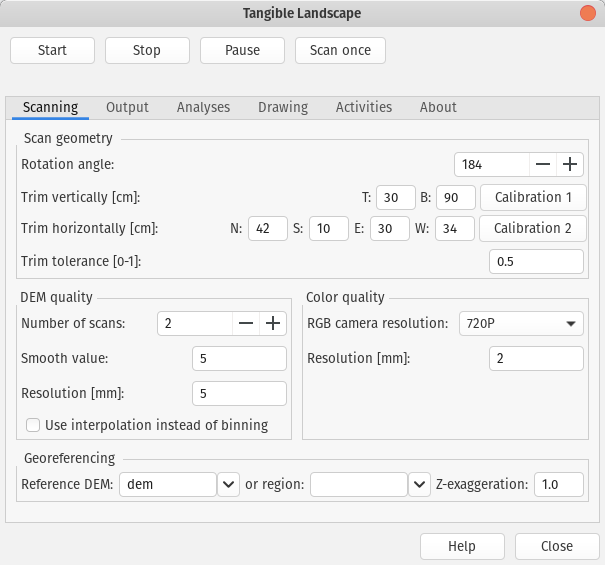 Tangible Landscape
Start Stop Pause Scan once
Scanning Output Analyses Drawing Activities About
Scan geometry
Rotation angle: 184
Trim vertically [cm]: T: 30 B: 90 Calibration 1
Trim horizontally [cm]: N: 42 S: 10 E: 30 W: 34 Calibration 2
Trim tolerance [0-1]: 0.5
DEM quality
Number of scans: 2
Smooth value: 5
Resolution [mm]: 5
Use interpolation instead of binning
Color quality
RGB camera resolution: 720P
Resolution [mm]: 2
Georeferencing
Reference DEM: dem or region: Z-exaggeration: 1.0
Help Close